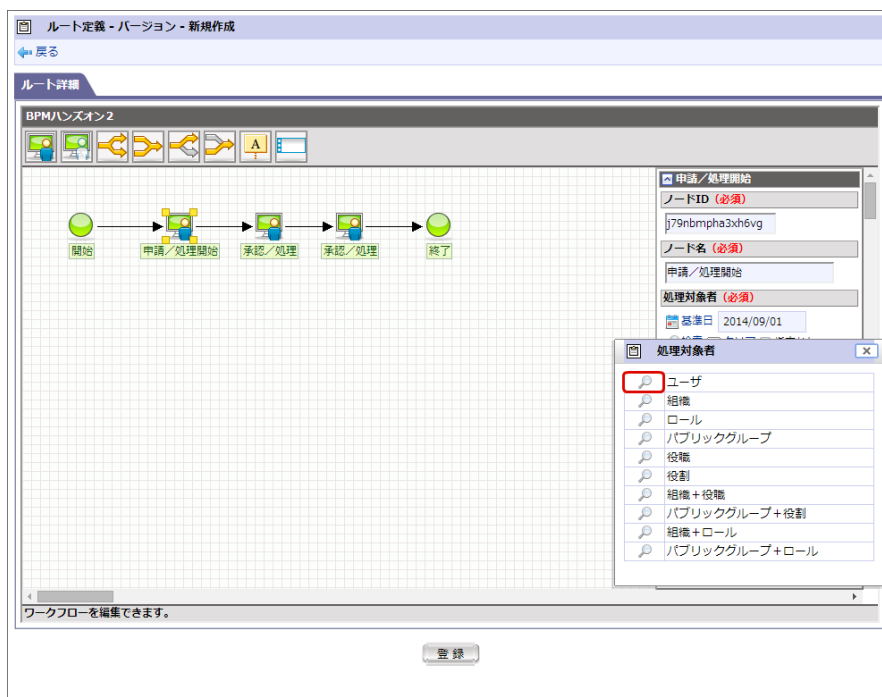 ルート定義 - バージョン - 新規作成
戻る
ルート詳細
BPMハンズオン2
A
申請／処理開始
ノードID（必須）
j79nbmpha3xh6vg
ノード名（必須）
申請／処理開始
処理対象者（必須）
基準日 2014/09/01
開始
申請／処理開始
承認／処理
承認／処理
終了
処理対象者
ユーザ
組織
ロール
パブリックグループ
役職
役割
組織＋役職
パブリックグループ＋役割
組織＋ロール
パブリックグループ＋ロール
ワークフローを編集できます。
登録